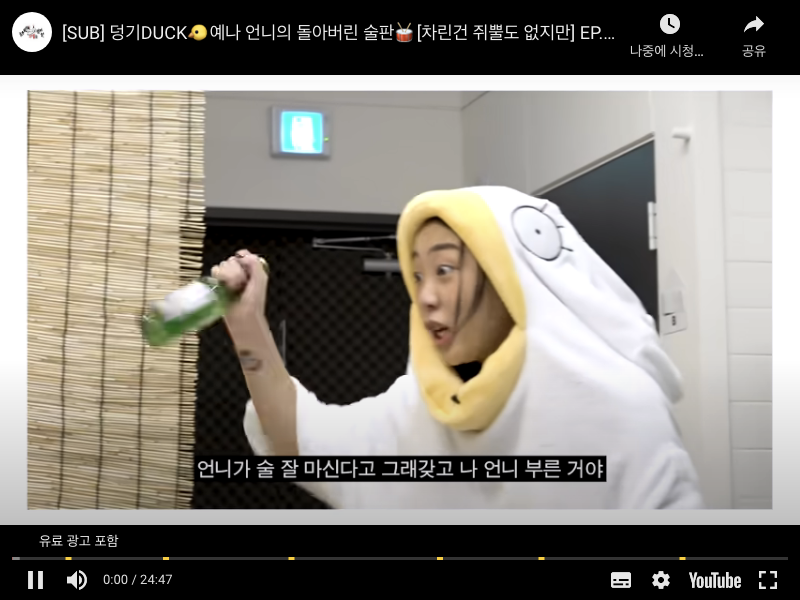 [SUB] 덩기DUCK🐤예나 언니의 돌아버린 술판🥁 [차린건 쥐뿔도 없지만] EP....
나중에 시청...
공유
언니가 술 잘 마신다고 그래갖고 나 언니 부른 거야
유료 광고 포함
0:00 / 24:47
YouTube